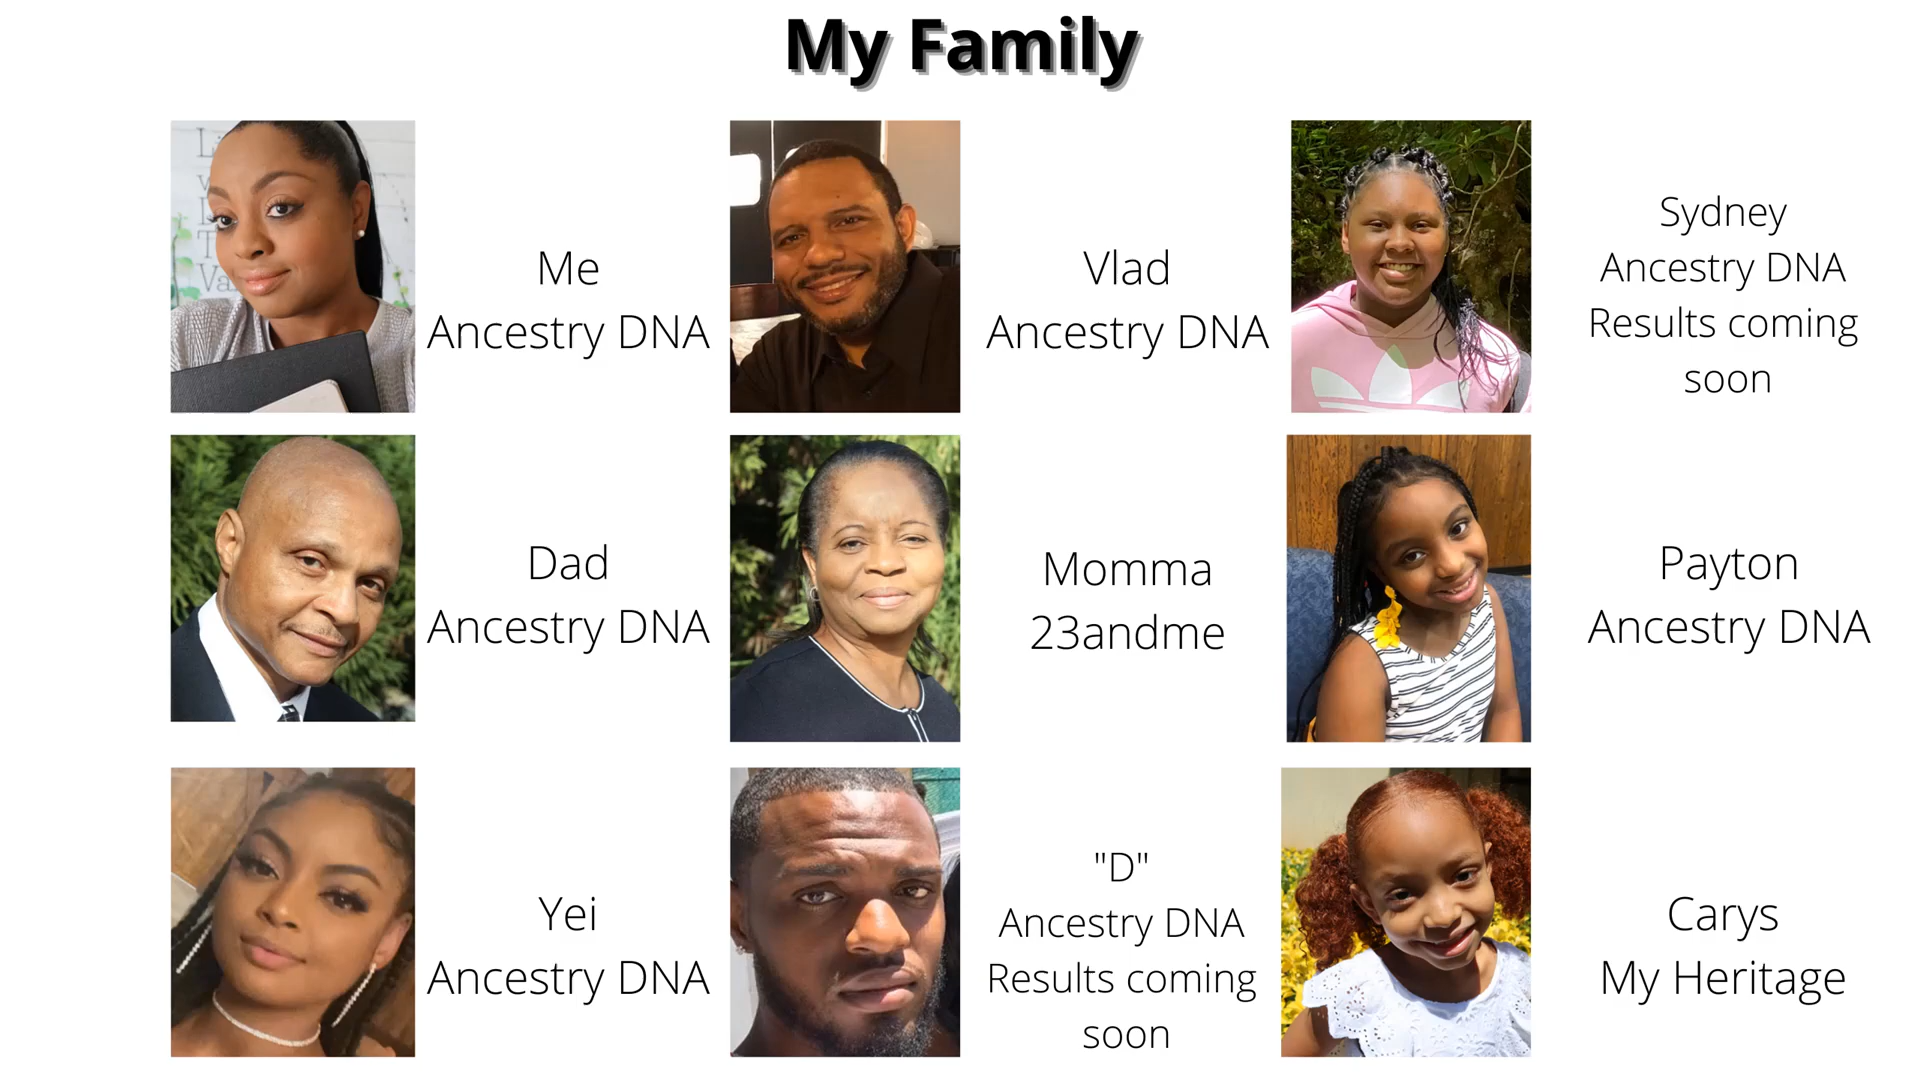 My Family
Me
Ancestry DNA
Vlad
Ancestry DNA
Sydney
Ancestry DNA
Results coming
soon
Dad
Ancestry DNA
Momma
23andme
Payton
Ancestry DNA
Yei
Ancestry DNA
"D"
Ancestry DNA
Results coming
soon
Carys
My Heritage